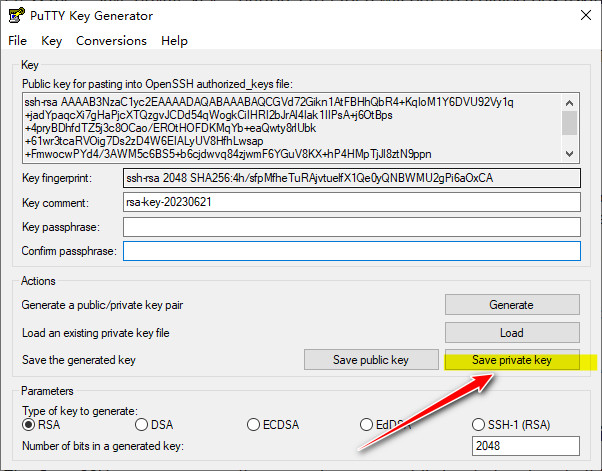 PuTTY Key Generator
File Key Conversions Help
Key
Public key for pasting into OpenSSH authorized_keys file:
ssh-rsa AAAAB3NzaC1yc2EAAAADAQABAAABAQCGVd72Gikn1AtFBHhQbR4+KqIoM1Y6DVU92Vy1q
+jadYpaqcXi7gHaPjcXTQzgvJCDd54qWogkCiIHRI2bJrAl4Iak1IIPsA+j6OtBps
+4pryBDhfdTZ5j3c8OCao/EROtHOFDKMqYb+eaQwty8rlUbk
+61wr3tcaRVOig7Ds2zD4W6EIALyUV8HfhLwsap
+FmwocwPYd4/3AWM5c6BS5+b6cjdwvq84zjwmF6YGuV8KX+hP4HMpTjJI8ztN9ppn
Key fingerprint: ssh-rsa 2048 SHA256:4h/sfpMfheTuRAjvtuelfX1Qe0yQNBWMU2gPi6aOxCA
Key comment: rsa-key-20230621
Key passphrase:
Confirm passphrase:
Actions
Generate a public/private key pair Generate
Load an existing private key file Load
Save the generated key Save public key Save private key
Parameters
Type of key to generate:
RSA DSA ECDSA EdDSA SSH-1 (RSA)
Number of bits in a generated key: 2048